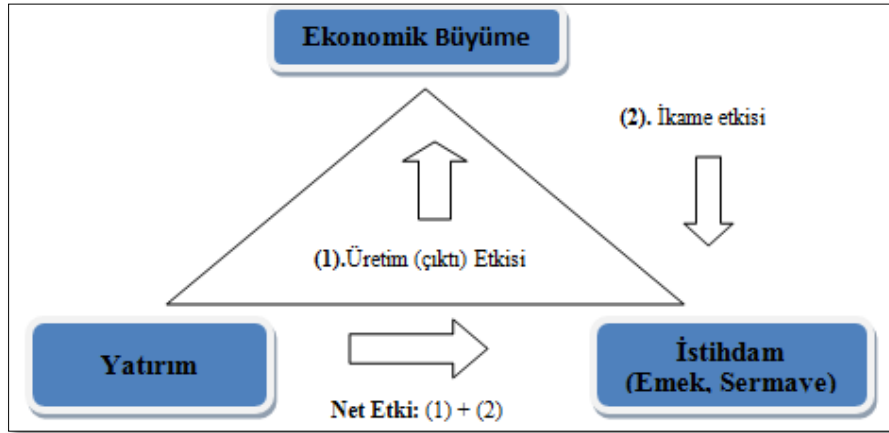 Ekonomik Büyüme
(2). İkame etkisi
(1).Üretim (çıktı) Etkisi
Yatırım
İstihdam
(Emek, Sermaye)
Net Etki: (1) + (2)